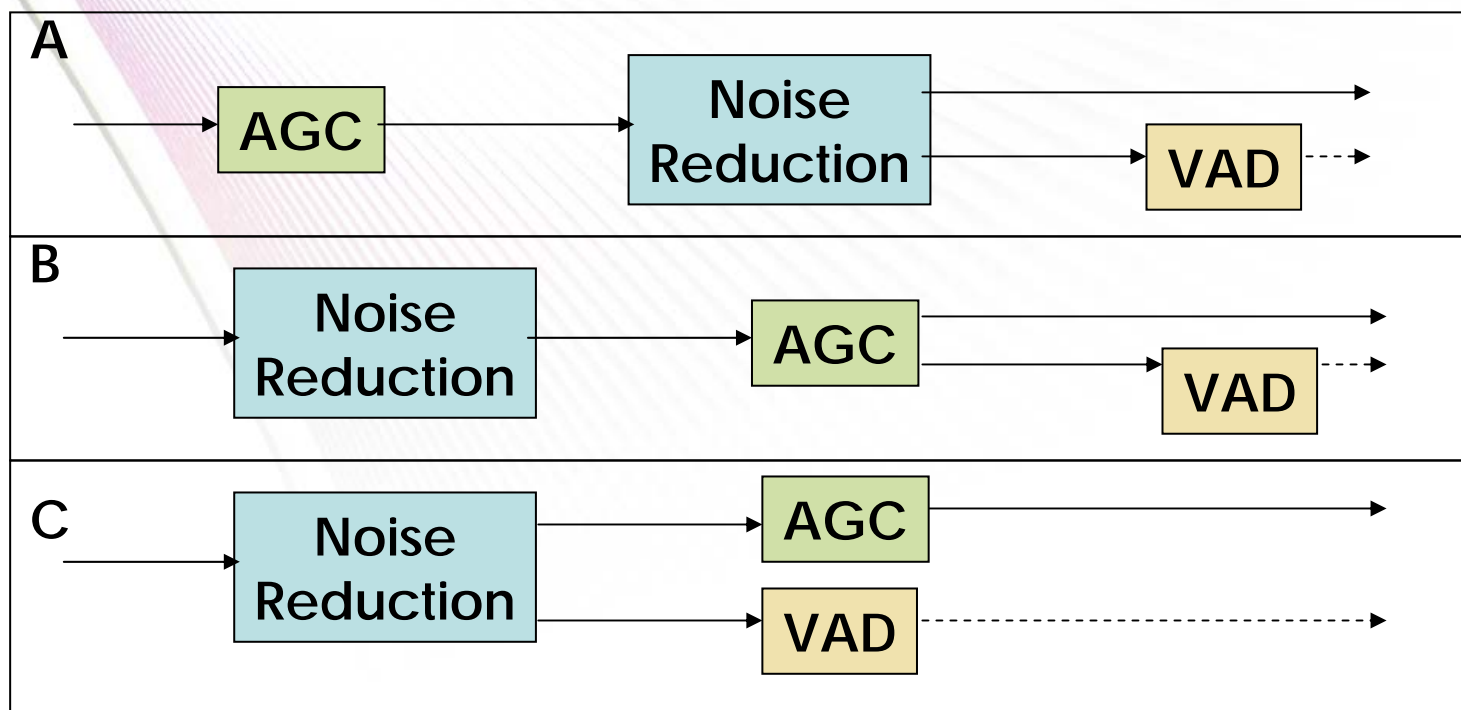 A
AGC
Noise
Reduction
VAD
B
Noise
Reduction
AGC
VAD
C
Noise
Reduction
AGC
VAD